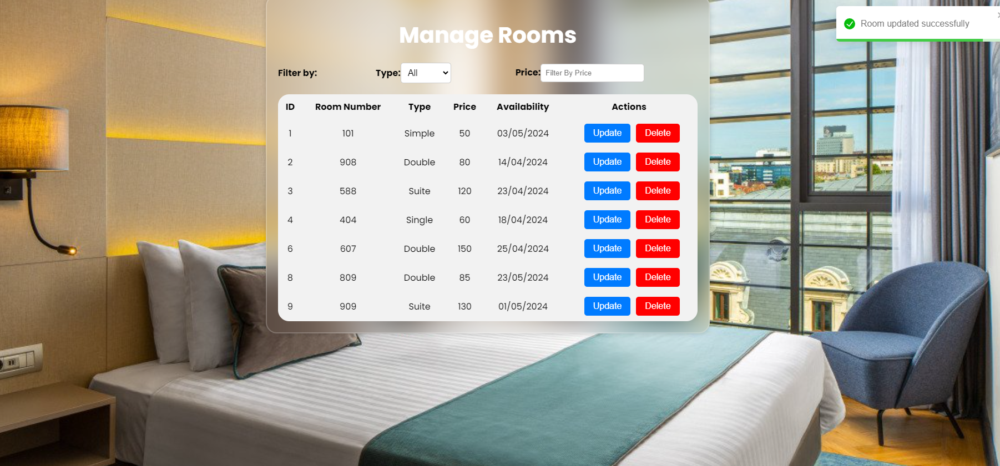 Room updated successfully
Manage Rooms
Filter by: Type: All Price: Filter By Price
ID Room Number Type Price Availability Actions
1 101 Simple 50 03/05/2024 Update Delete
2 908 Double 80 14/04/2024 Update Delete
3 588 Suite 120 23/04/2024 Update Delete
4 404 Single 60 18/04/2024 Update Delete
6 607 Double 150 25/04/2024 Update Delete
8 809 Double 85 23/05/2024 Update Delete
9 909 Suite 130 01/05/2024 Update Delete